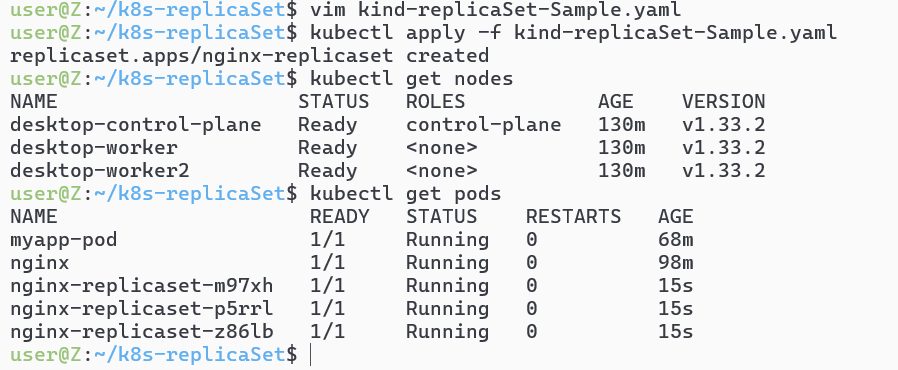 user@Z:~/k8s-replicaSet$ vim kind-replicaSet-Sample.yaml
user@Z:~/k8s-replicaSet$ kubectl apply -f kind-replicaSet-Sample.yaml
replicaset.apps/nginx-replicaset created
user@Z:~/k8s-replicaSet$ kubectl get nodes
NAME                    STATUS   ROLES           AGE    VERSION
desktop-control-plane   Ready    control-plane   130m   v1.33.2
desktop-worker          Ready    <none>          130m   v1.33.2
desktop-worker2         Ready    <none>          130m   v1.33.2
user@Z:~/k8s-replicaSet$ kubectl get pods
NAME                     READY   STATUS    RESTARTS   AGE
myapp-pod                1/1     Running   0          68m
nginx                    1/1     Running   0          98m
nginx-replicaset-m97xh   1/1     Running   0          15s
nginx-replicaset-p5rrl   1/1     Running   0          15s
nginx-replicaset-z86lb   1/1     Running   0          15s
user@Z:~/k8s-replicaSet$